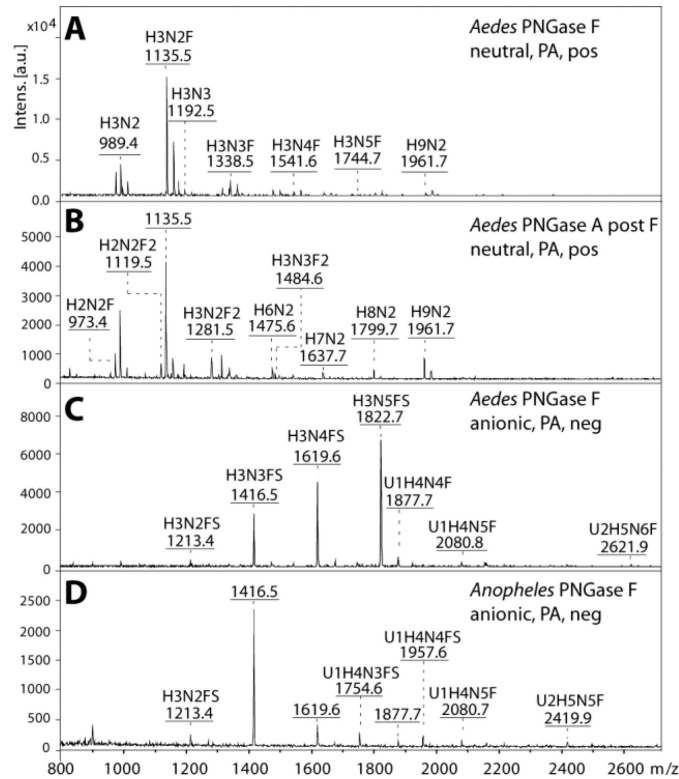 A
Aedes PNGase F
neutral, PA, pos
Intens. [a.u.]
x10⁴
1.5
1.0
0.5
0.0
H3N2
989.4
H3N2F
1135.5
H3N3
1192.5
H3N3F
1338.5
H3N4F
1541.6
H3N5F
1744.7
H9N2
1961.7
B
Aedes PNGase A post F
neutral, PA, pos
5000
4000
3000
2000
1000
0
H2N2F
973.4
H2N2F2
1119.5
1135.5
H3N2F2
1281.5
H6N2
1475.6
H3N3F2
1484.6
H7N2
1637.7
H8N2
1799.7
H9N2
1961.7
C
Aedes PNGase F
anionic, PA, neg
8000
6000
4000
2000
0
H3N2FS
1213.4
H3N3FS
1416.5
H3N4FS
1619.6
H3N5FS
1822.7
U1H4N4F
1877.7
U1H4N5F
2080.8
U2H5N6F
2621.9
D
Anopheles PNGase F
anionic, PA, neg
2500
2000
1500
1000
500
0
H3N2FS
1213.4
1416.5
1619.6
U1H4N3FS
1754.6
1877.7
U1H4N4FS
1957.6
U1H4N5F
2080.7
U2H5N5F
2419.9
800 1000 1200 1400 1600 1800 2000 2200 2400 2600 m/z